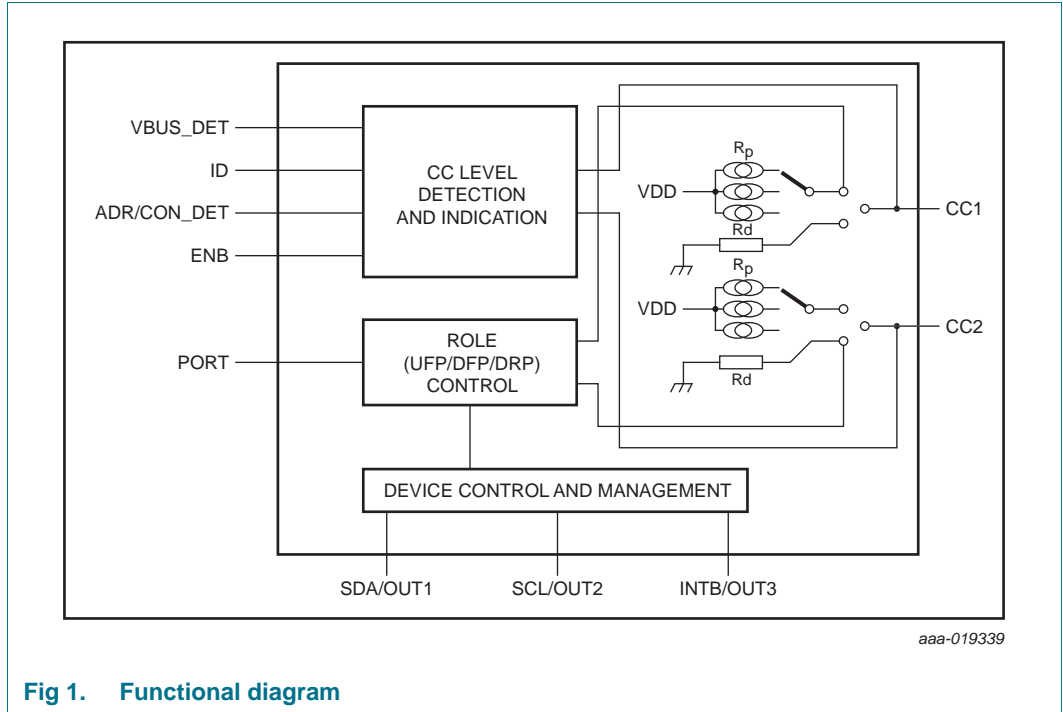 VBUS_DET
ID
ADR/CON_DET
ENB
PORT
CC LEVEL
DETECTION
AND INDICATION
ROLE
(UFP/DFP/DRP)
CONTROL
DEVICE CONTROL AND MANAGEMENT
Rp
VDD
Rd
CC1
Rp
VDD
Rd
CC2
SDA/OUT1
SCL/OUT2
INTB/OUT3
aaa-019339
Fig 1. Functional diagram